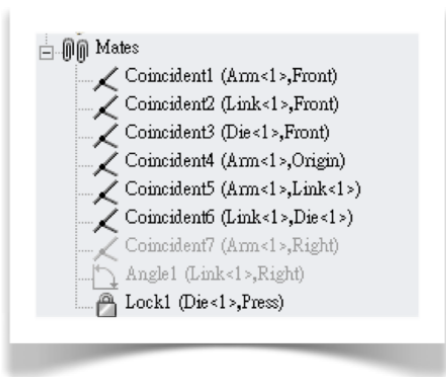 Mates
Coincident1 (Arm<1>,Front)
Coincident2 (Link<1>,Front)
Coincident3 (Die<1>,Front)
Coincident4 (Arm<1>,Origin)
Coincident5 (Arm<1>,Link<1>)
Coincident6 (Link<1>,Die<1>)
Coincident7 (Arm<1>,Right)
Angle1 (Link<1>,Right)
Lock1 (Die<1>,Press)